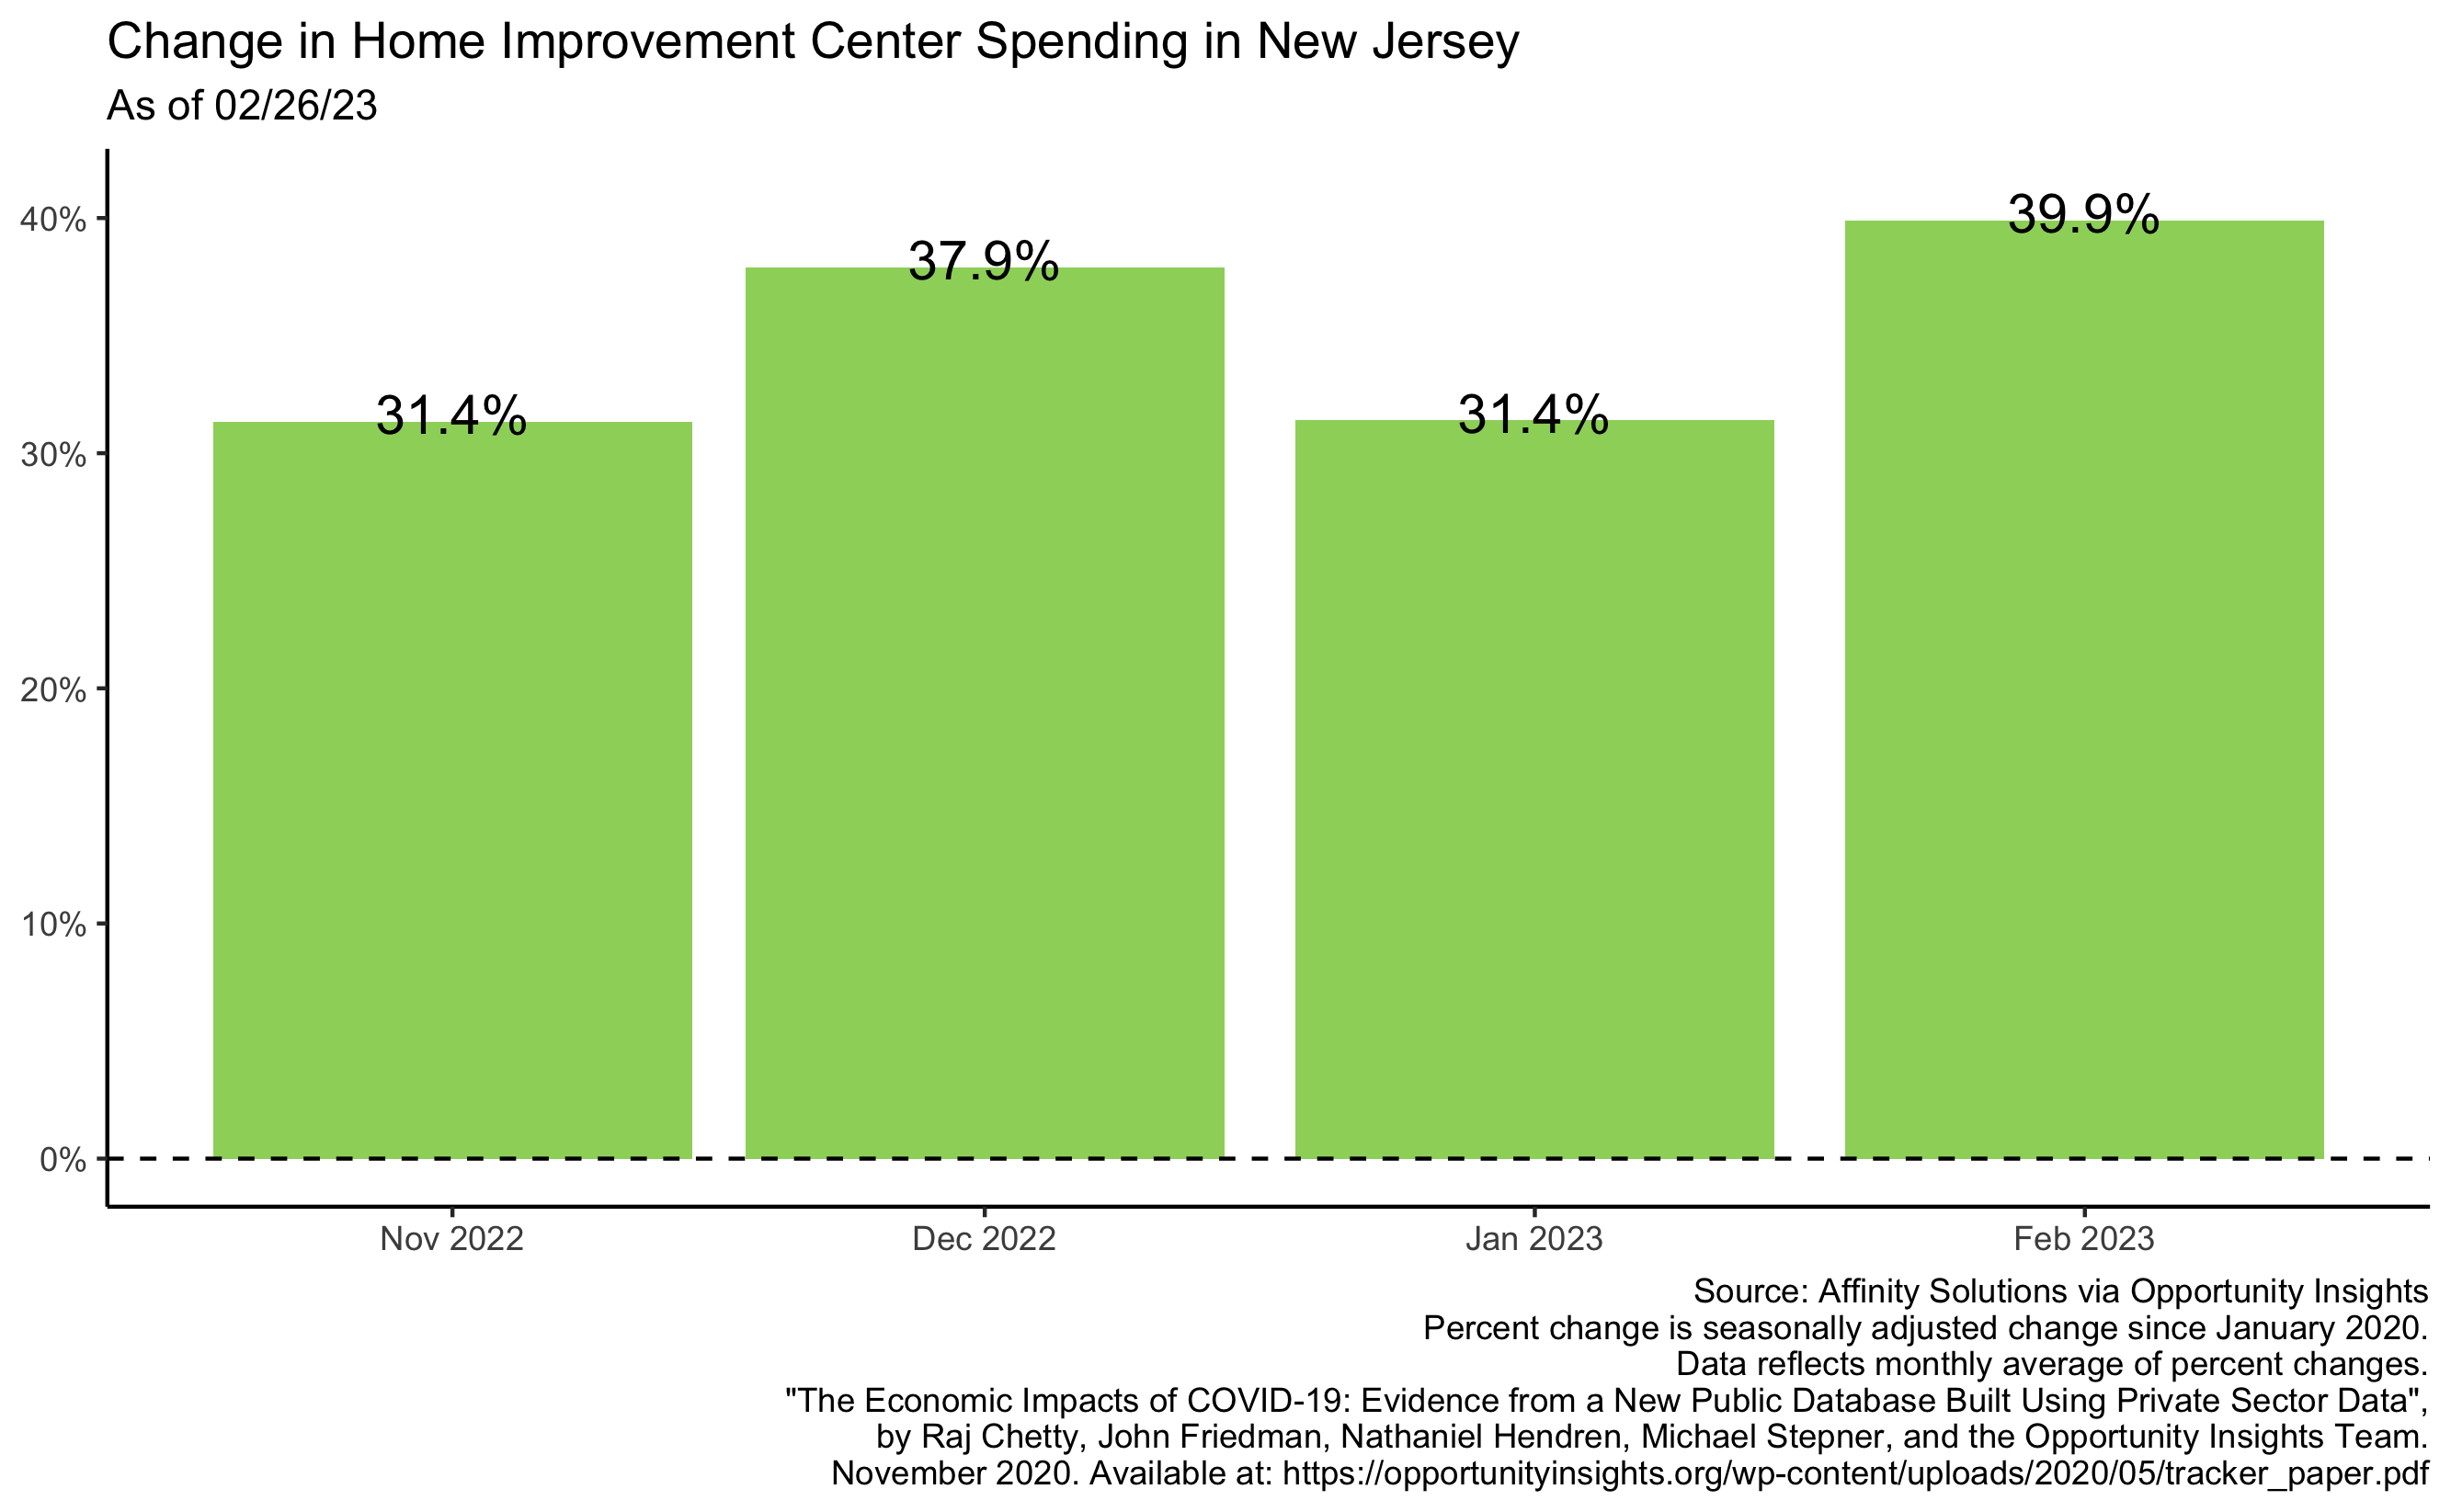 Change in Home Improvement Center Spending in New Jersey
As of 02/26/23
40%
30%
20%
10%
0%
31.4%
37.9%
31.4%
39.9%
Nov 2022
Dec 2022
Jan 2023
Feb 2023
Source: Affinity Solutions via Opportunity Insights
Percent change is seasonally adjusted change since January 2020.
Data reflects monthly average of percent changes.
"The Economic Impacts of COVID-19: Evidence from a New Public Database Built Using Private Sector Data",
by Raj Chetty, John Friedman, Nathaniel Hendren, Michael Stepner, and the Opportunity Insights Team.
November 2020. Available at: https://opportunityinsights.org/wp-content/uploads/2020/05/tracker_paper.pdf